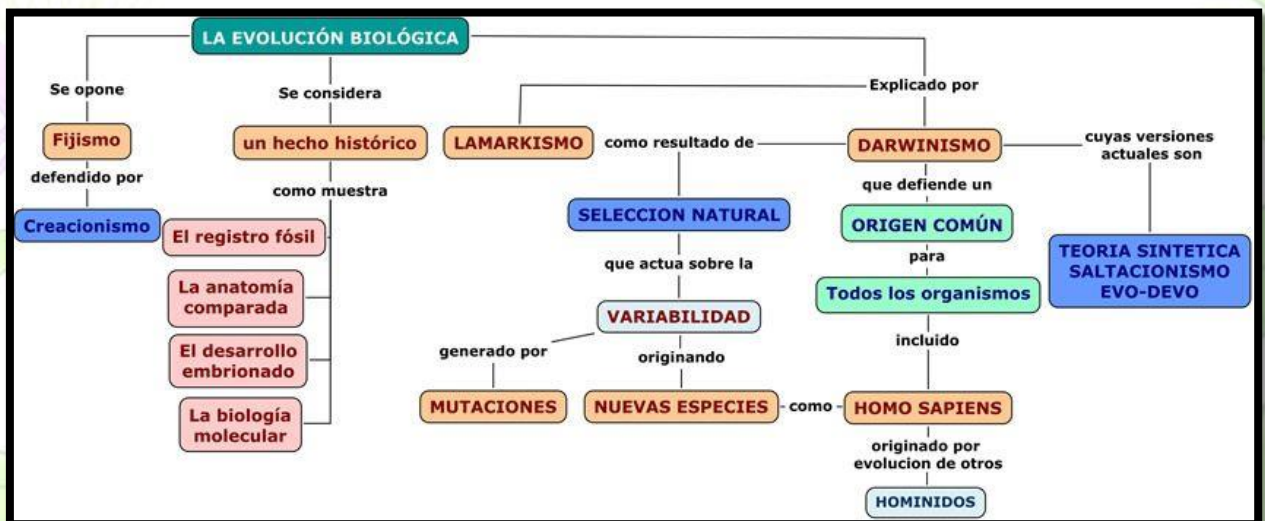 LA EVOLUCIÓN BIOLÓGICA
Se opone
Fijismo
defendido por
Creacionismo
Se considera
un hecho histórico
como muestra
El registro fósil
La anatomía
comparada
El desarrollo
embrionado
La biología
molecular
Explicado por
LAMARKISMO
DARWINISMO
como resultado de
SELECCION NATURAL
que actua sobre la
VARIABILIDAD
generado por
MUTACIONES
originando
NUEVAS ESPECIES
como
que defiende un
ORIGEN COMÚN
para
Todos los organismos
incluido
HOMO SAPIENS
originado por
evolucion de otros
HOMINIDOS
cuyas versiones
actuales son
TEORIA SINTETICA
SALTACIONISMO
EVO-DEVO